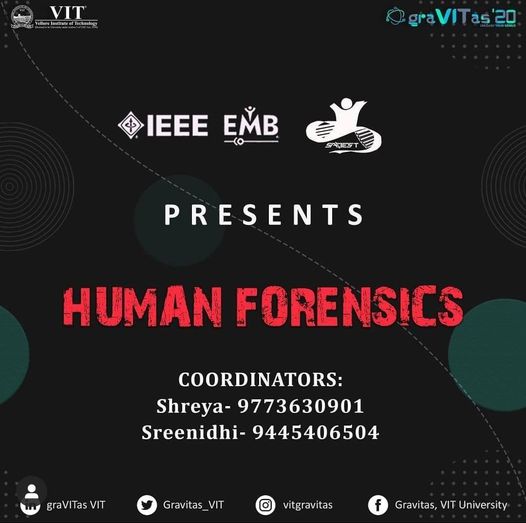 VIT
Vellore Institute of Technology
graVITas'20
IEEE EMB
PRESENTS
HUMAN FORENSICS
COORDINATORS:
Shreya- 9773630901
Sreenidhi- 9445406504
graVITas VIT
Gravitas_VIT
vitgravitas
Gravitas, VIT University